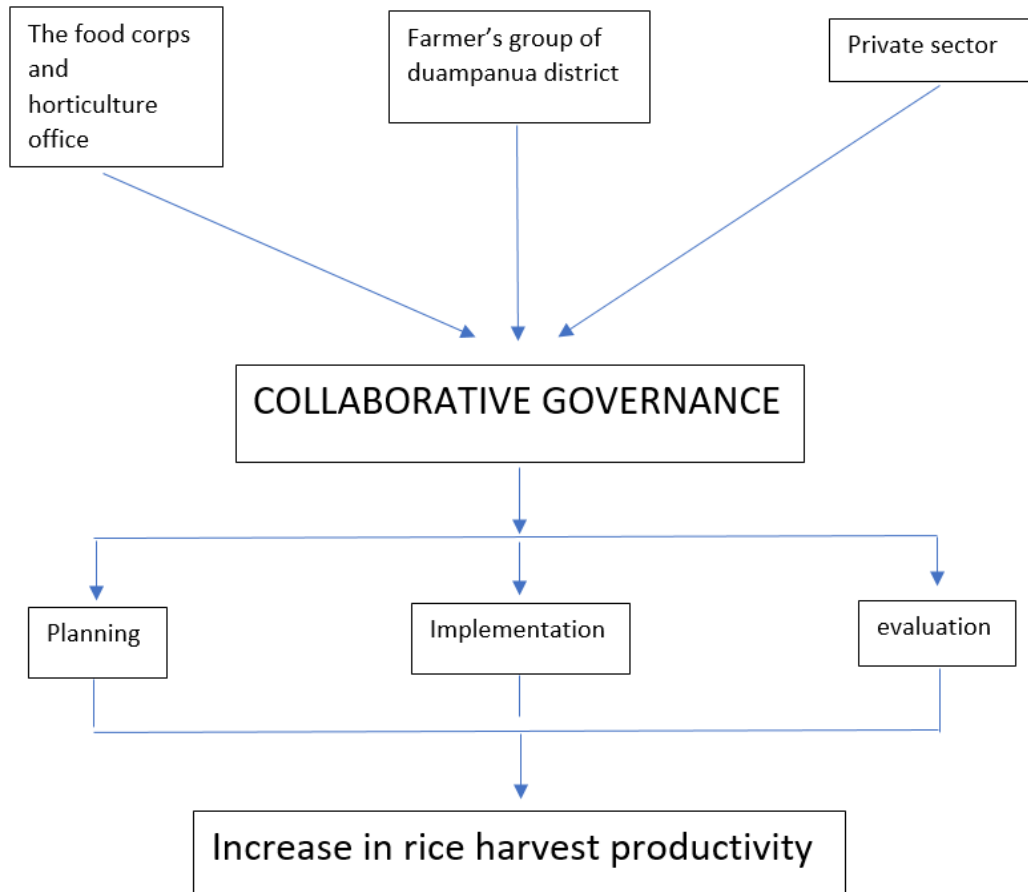 The food corps
and
horticulture
office
Farmer’s group of
duampanua district
Private sector
COLLABORATIVE GOVERNANCE
Planning
Implementation
evaluation
Increase in rice harvest productivity